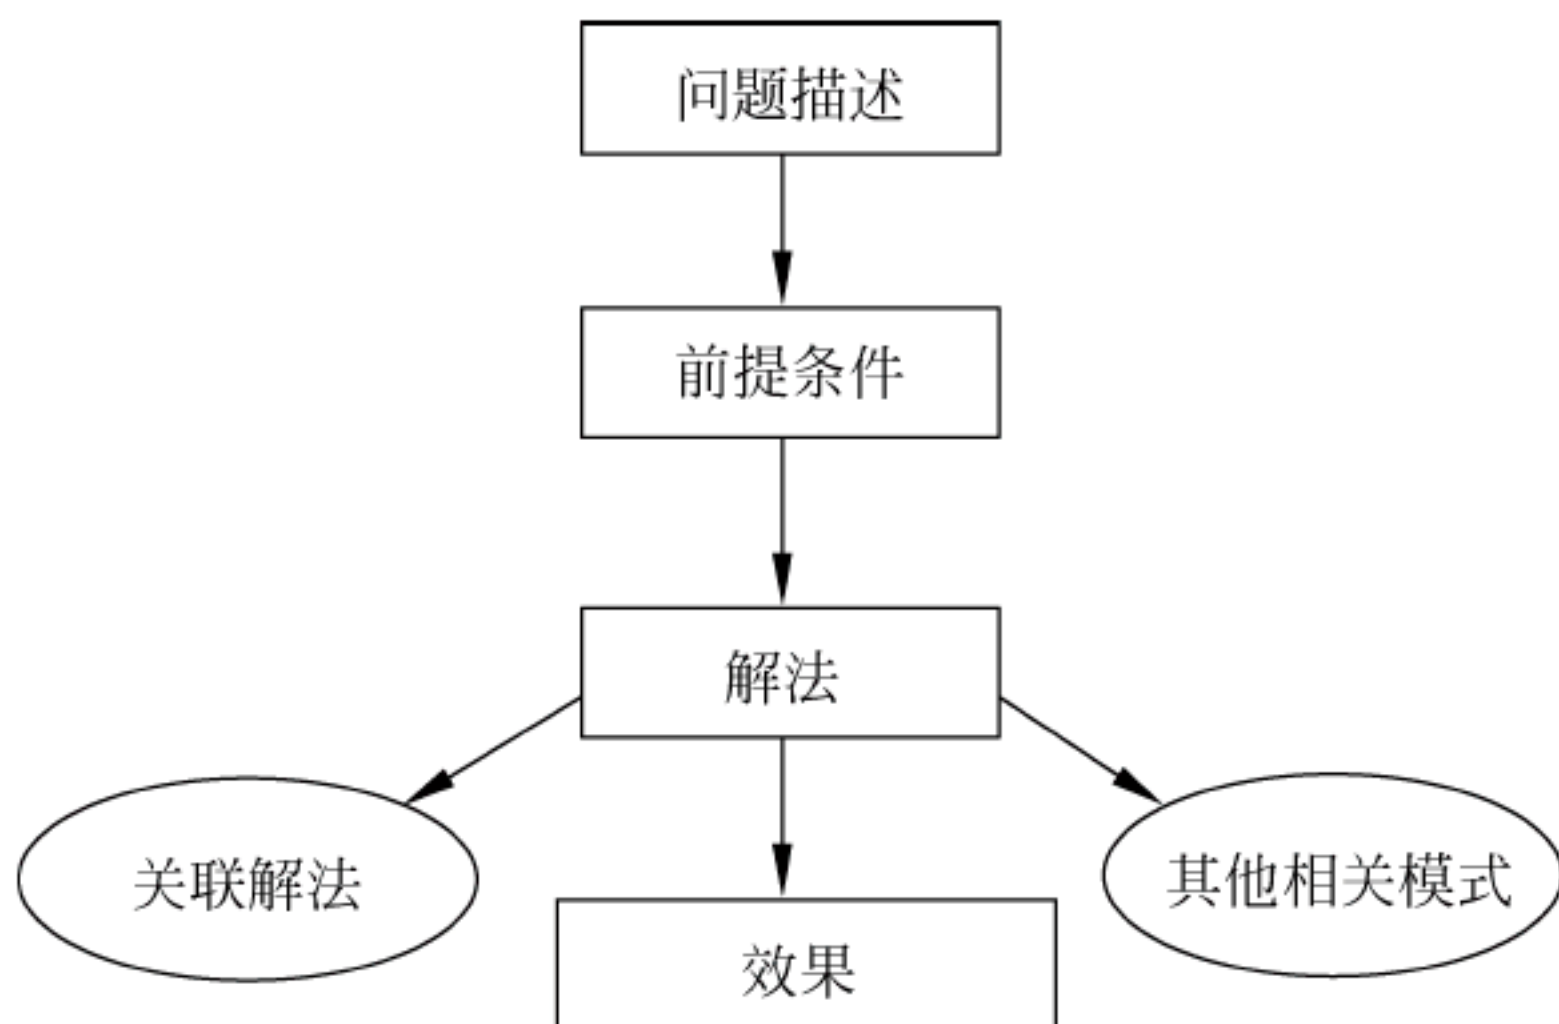 问题描述
前提条件
解法
关联解法
其他相关模式
效果